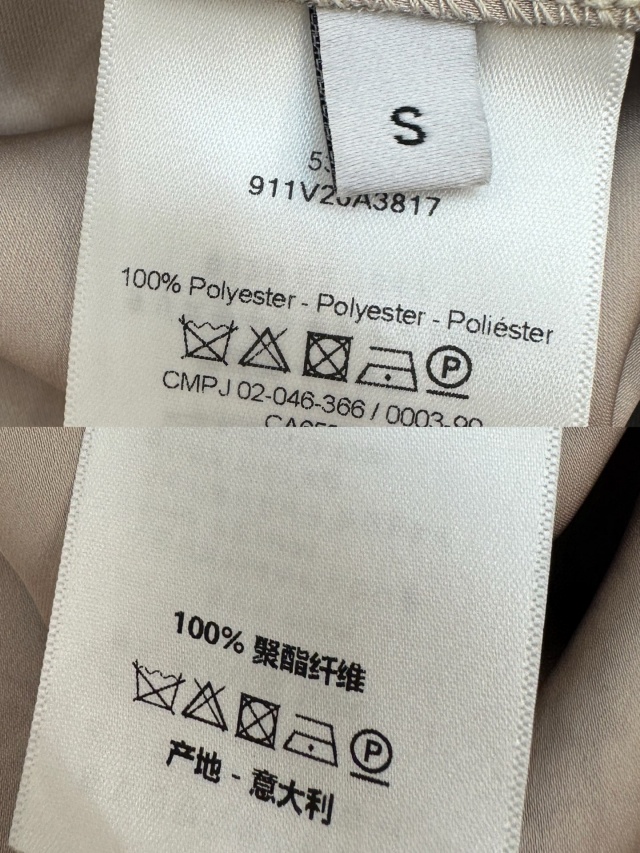 S
911V20A3817
100% Polyester - Polyester - Poliéster
P
CMPJ 02-046-366 / 0003-90
100% 聚酯纤维
P
产地 - 意大利